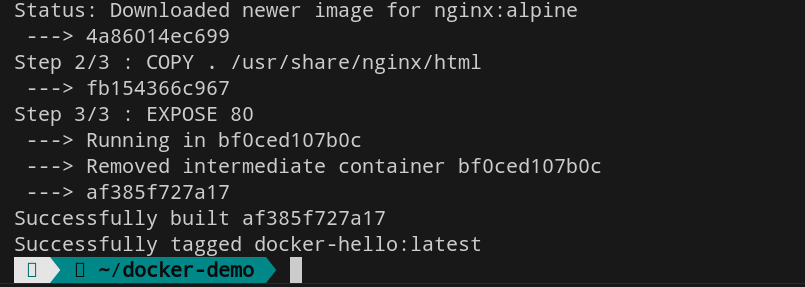 Status: Downloaded newer image for nginx:alpine
 ---> 4a86014ec699
Step 2/3 : COPY . /usr/share/nginx/html
 ---> fb154366c967
Step 3/3 : EXPOSE 80
 ---> Running in bf0ced107b0c
 ---> Removed intermediate container bf0ced107b0c
 ---> af385f727a17
Successfully built af385f727a17
Successfully tagged docker-hello:latest
~/docker-demo